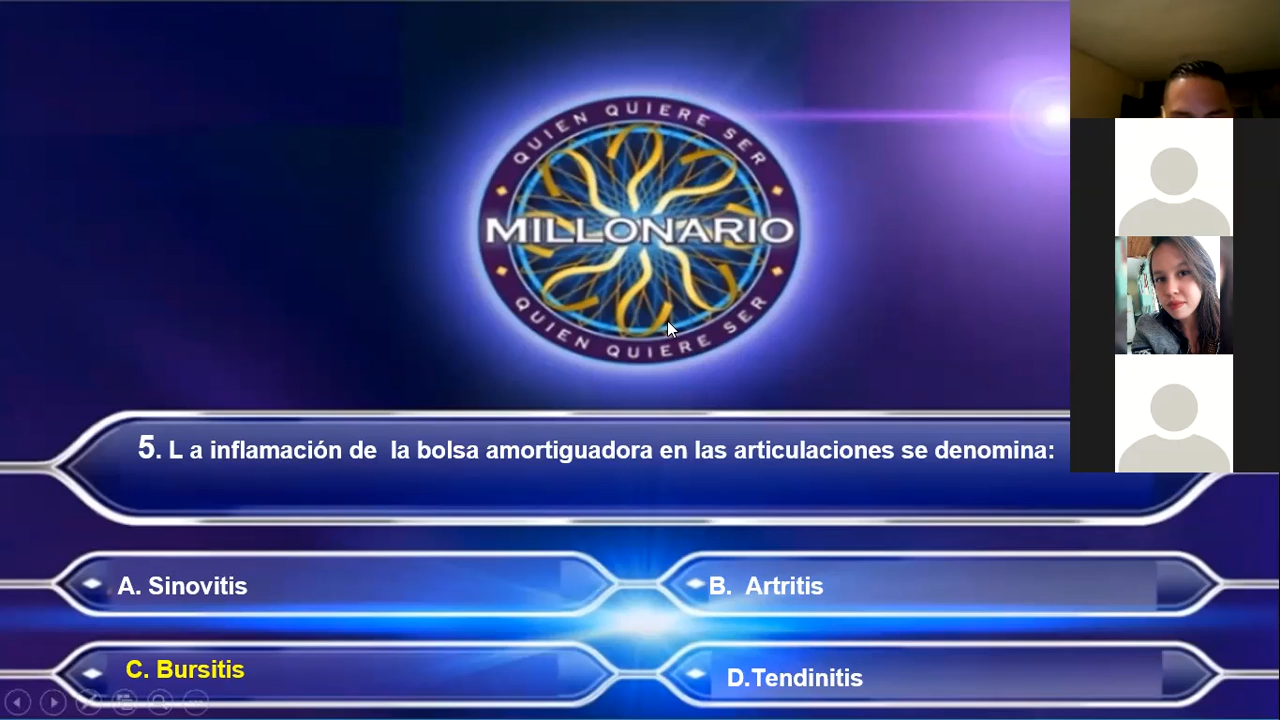 QUIEN QUIERE SER
MILLONARIO
QUIEN QUIERE SER
5. L a inflamación de  la bolsa amortiguadora en las articulaciones se denomina:
A. Sinovitis
B.  Artritis
C. Bursitis
D.Tendinitis